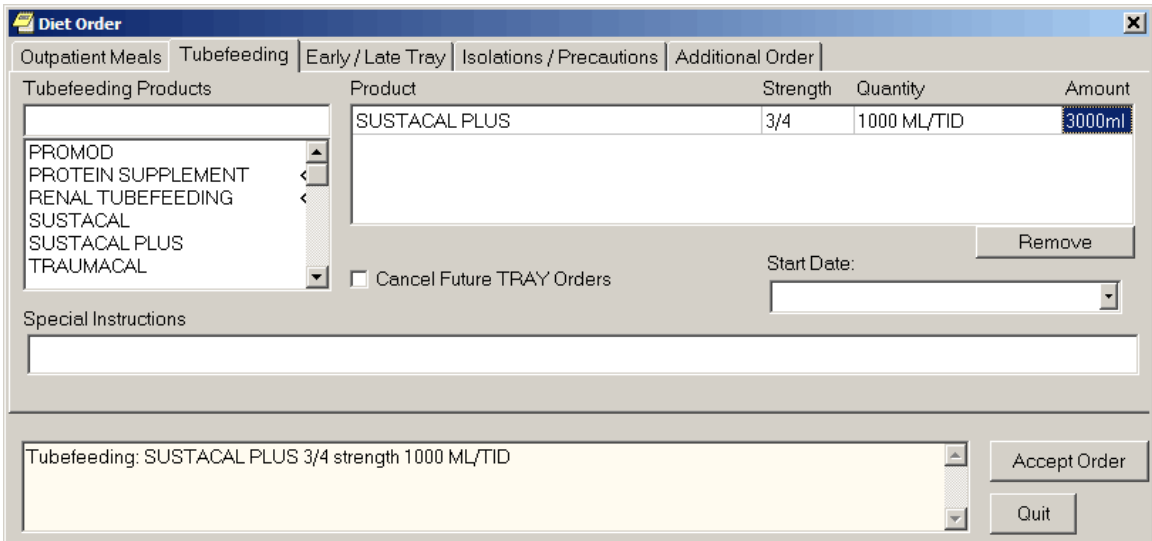 Diet Order
Outpatient Meals Tubefeeding Early / Late Tray Isolations / Precautions Additional Order
Tubefeeding Products Product Strength Quantity Amount
SUSTACAL PLUS 3/4 1000 ML/TID 3000ml
PROMOD
PROTEIN SUPPLEMENT <
RENAL TUBEFEEDING <
SUSTACAL
SUSTACAL PLUS
TRAUMACAL
Remove
Cancel Future TRAY Orders
Start Date:
Special Instructions
Tubefeeding: SUSTACAL PLUS 3/4 strength 1000 ML/TID
Accept Order
Quit